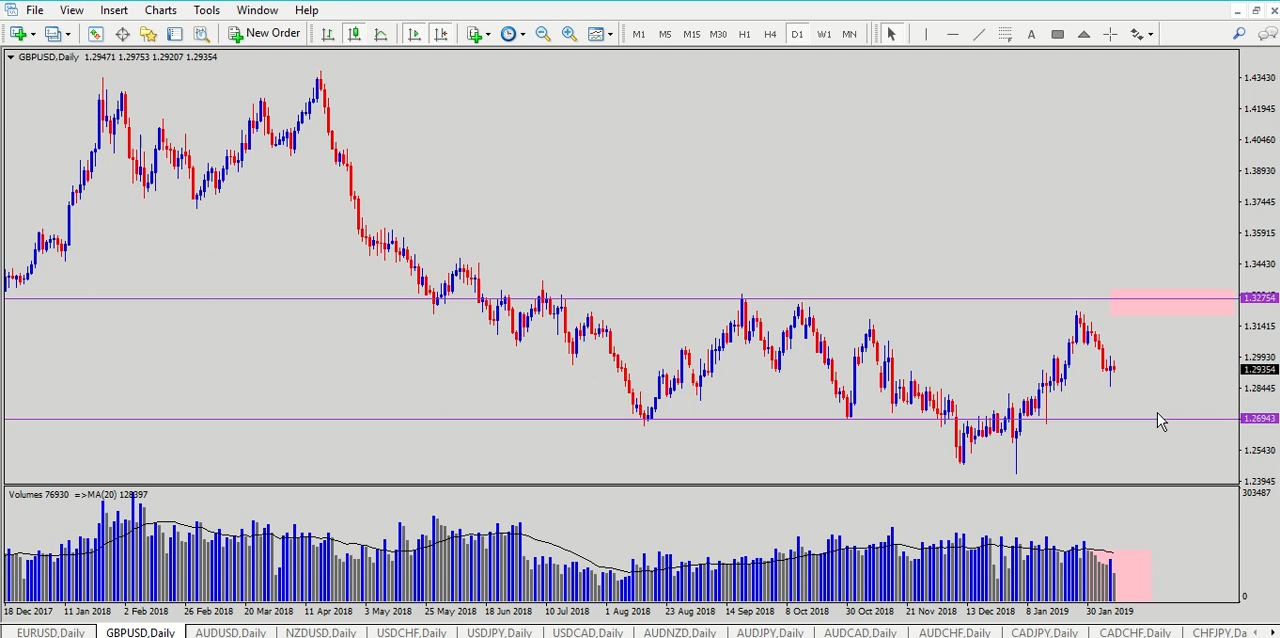 File View Insert Charts Tools Window Help
New Order M1 M5 M15 M30 H1 H4 D1 W1 MN A
GBPUSD,Daily 1.29471 1.29753 1.29207 1.29354
1.43430
1.41945
1.40460
1.38930
1.37445
1.35915
1.34430
1.32754
1.31415
1.29930
1.29354
1.28445
1.26943
1.25430
1.23945
Volumes 76930 =>MA(20) 128397
303487
0
18 Dec 2017 11 Jan 2018 2 Feb 2018 26 Feb 2018 20 Mar 2018 11 Apr 2018 3 May 2018 25 May 2018 18 Jun 2018 10 Jul 2018 1 Aug 2018 23 Aug 2018 14 Sep 2018 8 Oct 2018 30 Oct 2018 21 Nov 2018 13 Dec 2018 8 Jan 2019 30 Jan 2019
EURUSD,Daily GBPUSD,Daily AUDUSD,Daily NZDUSD,Daily USDCHF,Daily USDJPY,Daily USDCAD,Daily AUDNZD,Daily AUDJPY,Daily AUDCAD,Daily AUDCHF,Daily CADJPY,Daily CADCHF,Daily CHFJPY,Da